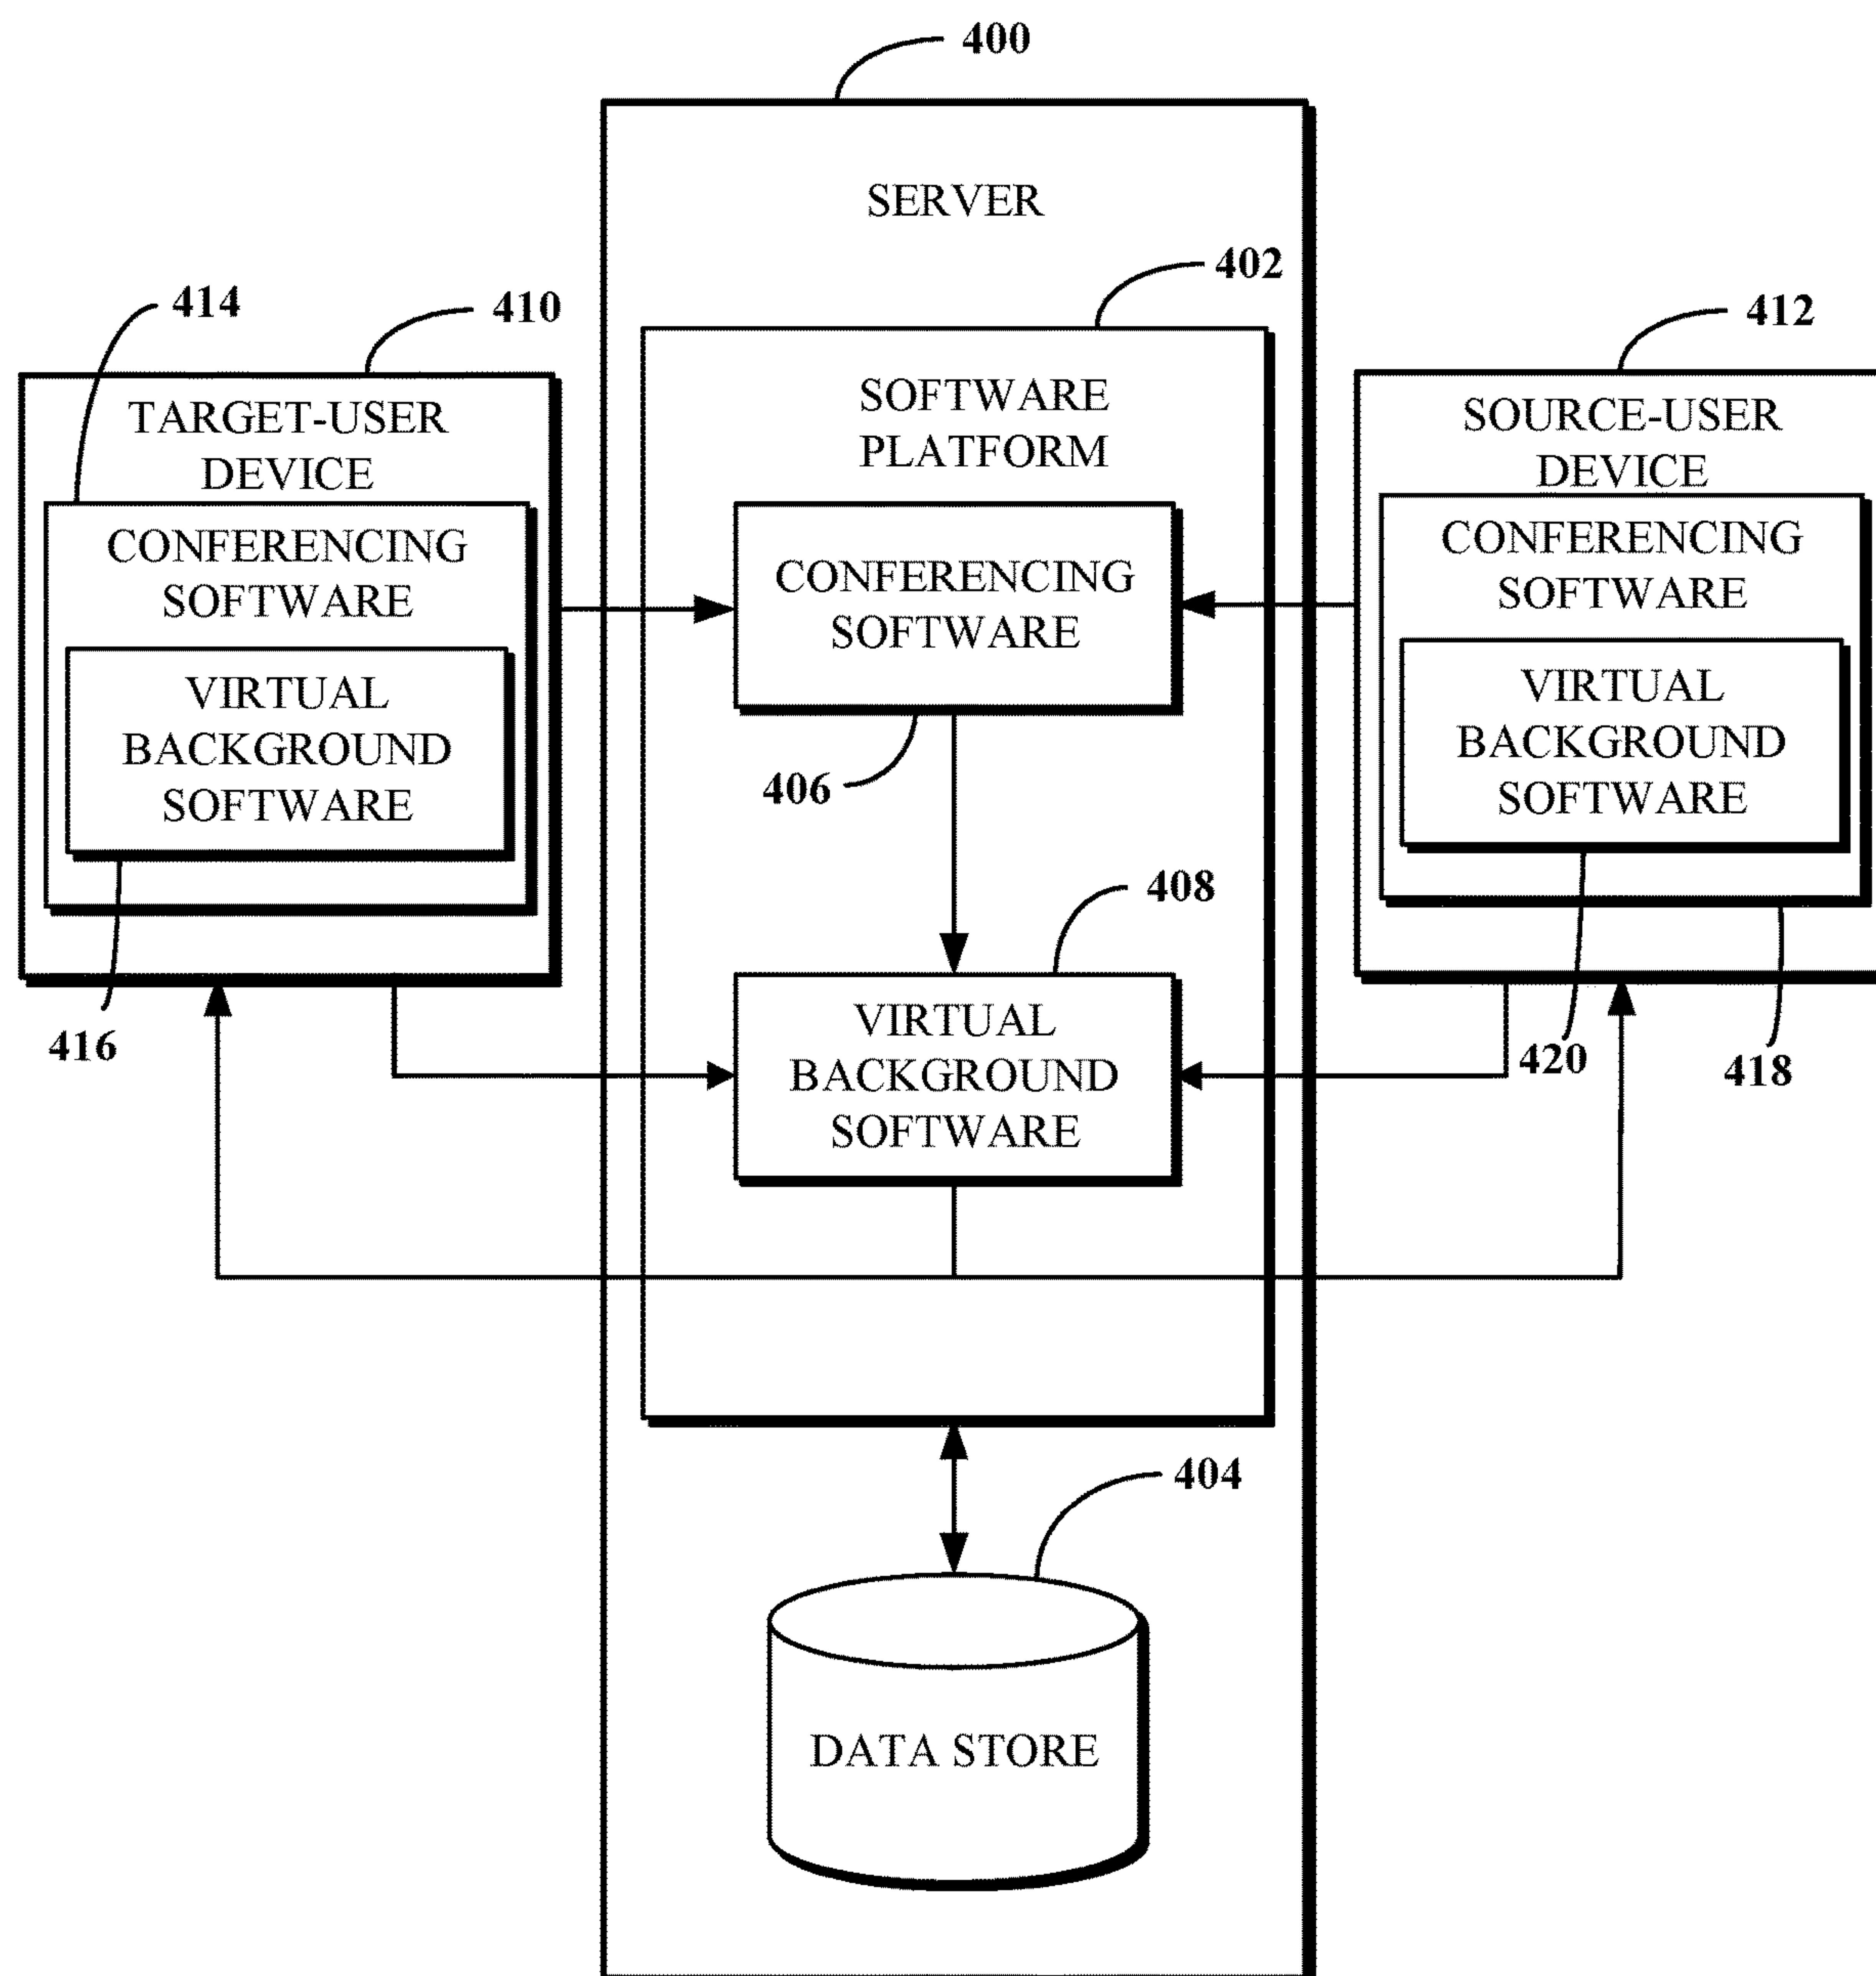 400
SERVER
402
414
410
412
TARGET-USER
DEVICE
CONFERENCING
SOFTWARE
VIRTUAL
BACKGROUND
SOFTWARE
416
SOFTWARE
PLATFORM
CONFERENCING
SOFTWARE
406
408
VIRTUAL
BACKGROUND
SOFTWARE
SOURCE-USER
DEVICE
CONFERENCING
SOFTWARE
VIRTUAL
BACKGROUND
SOFTWARE
420
418
404
DATA STORE